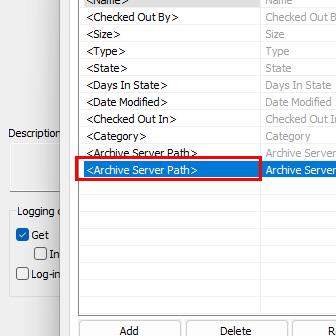 <Name> Name
<Checked Out By> Checked Out By
<Size> Size
<Type> Type
<State> State
<Days In State> Days In State
<Date Modified> Date Modified
<Checked Out In> Checked Out In
<Category> Category
Description
<Archive Server Path> Archive Server
<Archive Server Path> Archive Server
Logging
Get
In
Log-in
Add Delete